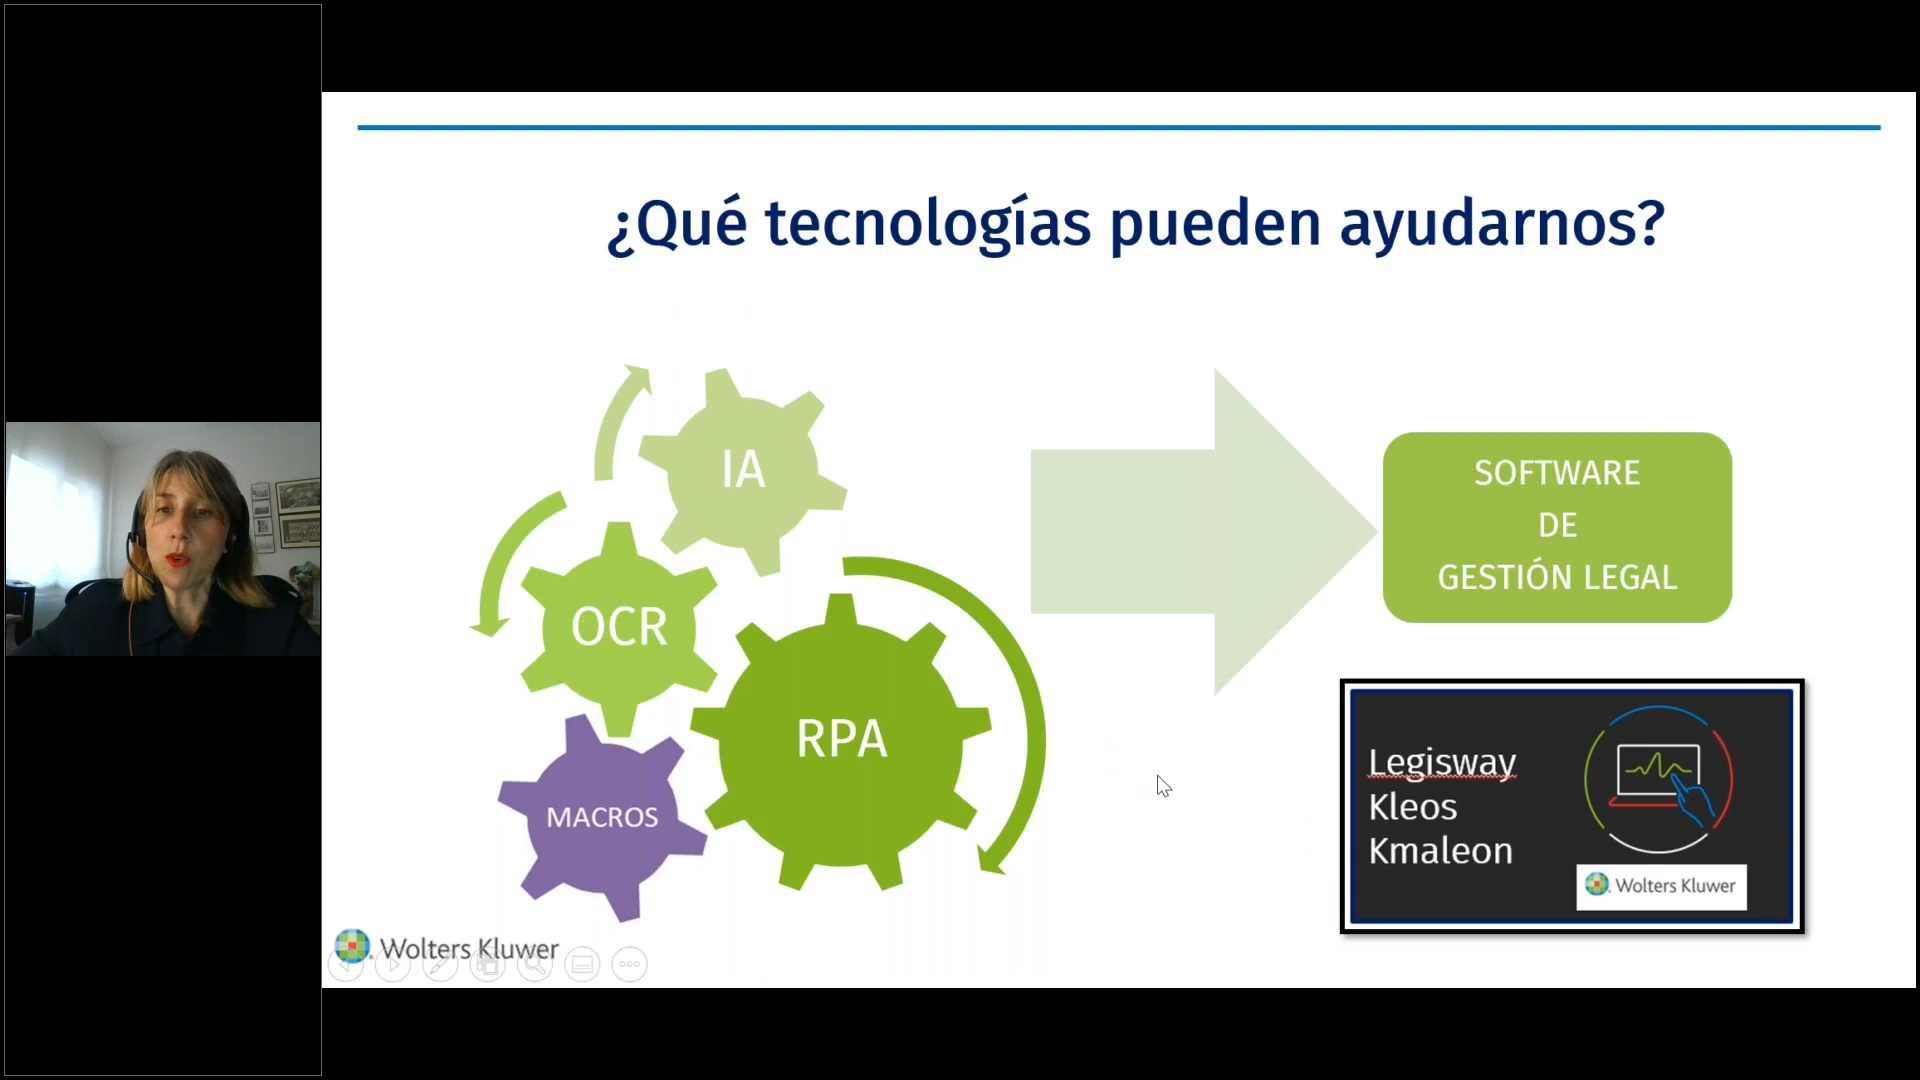 ¿Qué tecnologías pueden ayudarnos?
IA
OCR
RPA
MACROS
SOFTWARE
DE
GESTIÓN LEGAL
Legisway
Kleos
Kmaleon
Wolters Kluwer
Wolters Kluwer